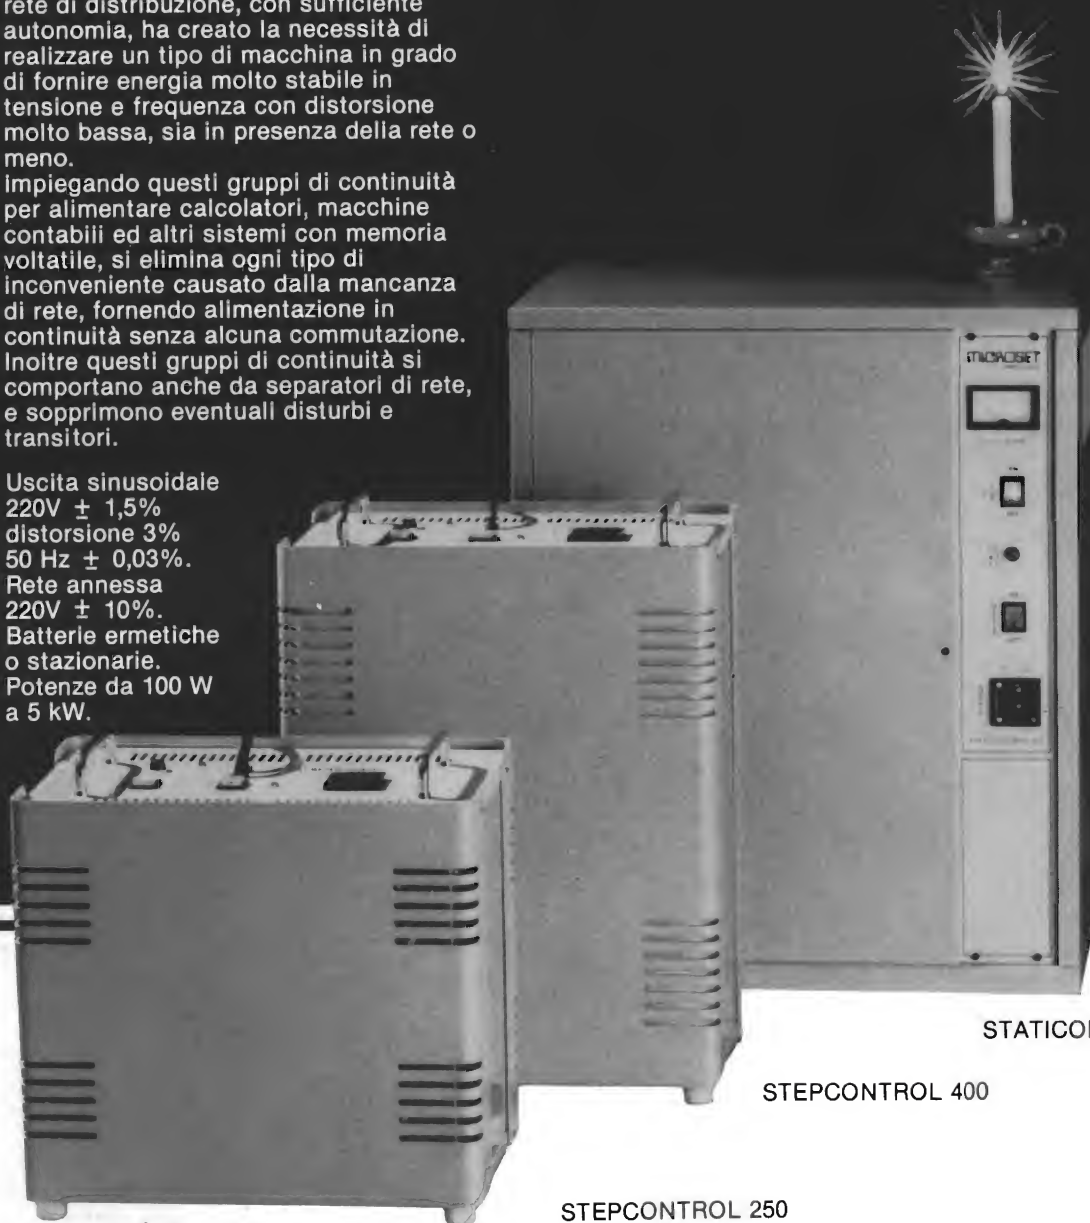 rete di distribuzione, con sufficiente
autonomia, ha creato la necessità di
realizzare un tipo di macchina in grado
di fornire energia molto stabile in
tensione e frequenza con distorsione
molto bassa, sia in presenza della rete o
meno.
Impiegando questi gruppi di continuità
per alimentare calcolatori, macchine
contabili ed altri sistemi con memoria
voltatile, si elimina ogni tipo di
inconveniente causato dalla mancanza
di rete, fornendo alimentazione in
continuità senza alcuna commutazione.
Inoltre questi gruppi di continuità si
comportano anche da separatori di rete,
e sopprimono eventuali disturbi e
transitori.
Uscita sinusoidale
220V ± 1,5%
distorsione 3%
50 Hz ± 0,03%.
Rete annessa
220V ± 10%.
Batterie ermetiche
o stazionarie.
Potenze da 100 W
a 5 kW.
MICROSET
STATICO
STEPCONTROL 400
STEPCONTROL 250